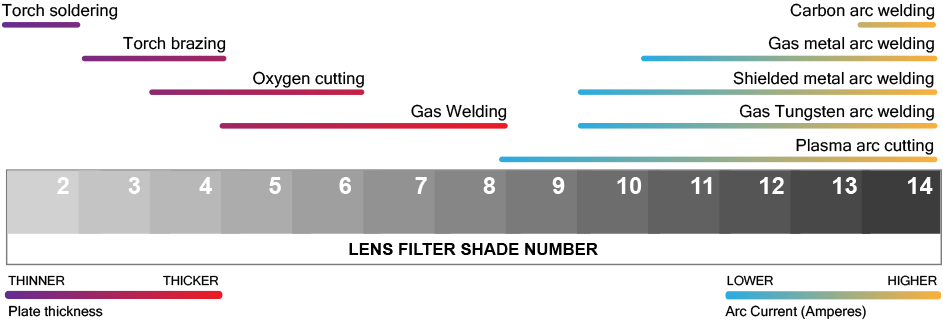 Torch soldering
Carbon arc welding
Torch brazing
Gas metal arc welding
Oxygen cutting
Shielded metal arc welding
Gas Welding
Gas Tungsten arc welding
Plasma arc cutting
2 3 4 5 6 7 8 9 10 11 12 13 14
LENS FILTER SHADE NUMBER
THINNER THICKER
Plate thickness
LOWER HIGHER
Arc Current (Amperes)